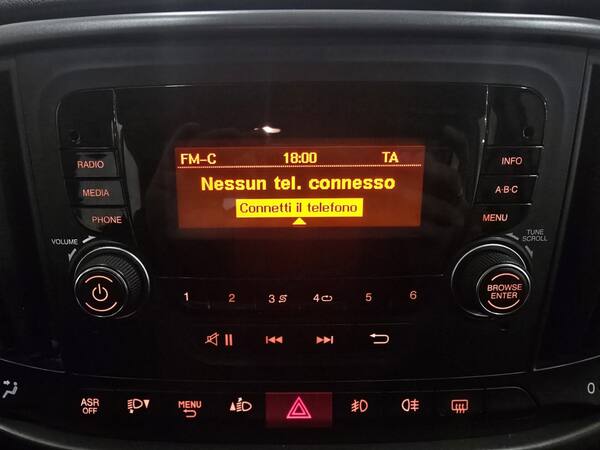 FM-C 18:00 TA
Nessun tel. connesso
Connetti il telefono
RADIO
MEDIA
PHONE
VOLUME
INFO
A·B·C
MENU
TUNE
SCROLL
BROWSE
ENTER
1 2 3 4 5 6
ASR
OFF
MENU
0